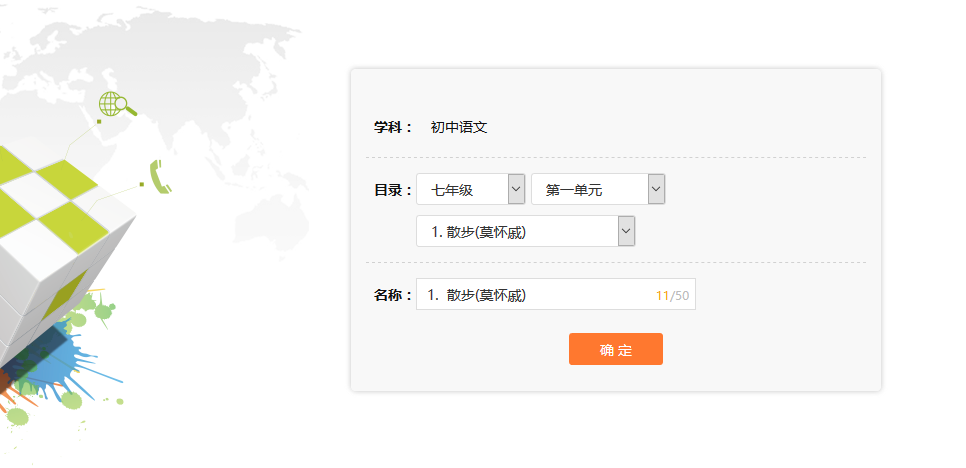 学科： 初中语文
目录： 七年级 第一单元
1. 散步(莫怀戚)
名称： 1. 散步(莫怀戚) 11/50
确 定